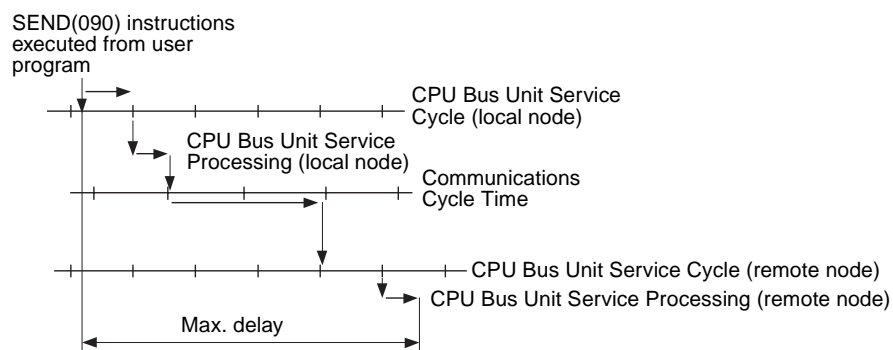 SEND(090) instructions
executed from user
program
CPU Bus Unit Service
Cycle (local node)
CPU Bus Unit Service
Processing (local node)
Communications
Cycle Time
CPU Bus Unit Service Cycle (remote node)
CPU Bus Unit Service Processing (remote node)
Max. delay